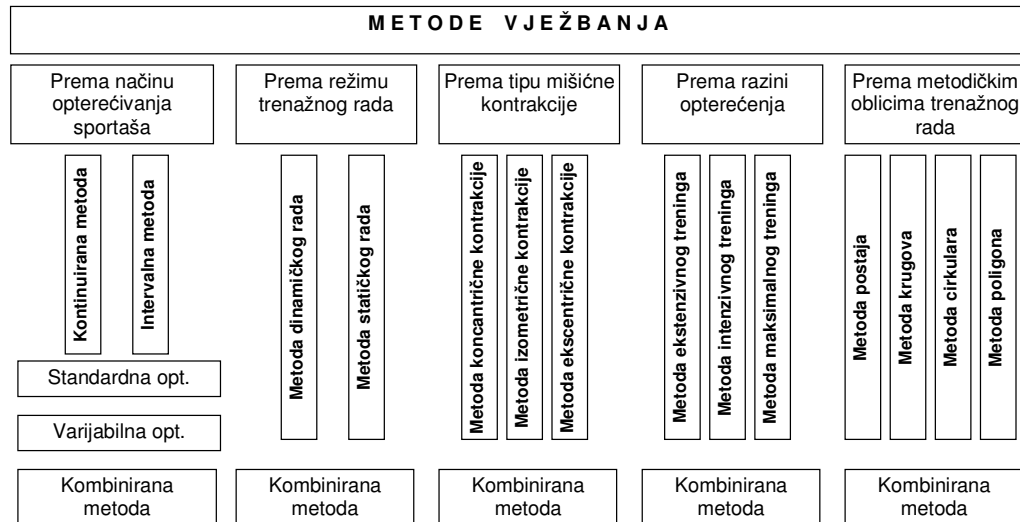 METODE VJEŽBANJA
Prema načinu
opterećivanja
sportaša
Prema režimu
trenažnog rada
Prema tipu mišićne
kontrakcije
Prema razini
opterećenja
Prema metodičkim
oblicima trenažnog
rada
Kontinuirana metoda
Intervalna metoda
Metoda dinamičkog rada
Metoda statičkog rada
Metoda koncantrične kontrakcije
Metoda izometrične kontrakcije
Metoda ekscentrične kontrakcije
Metoda ekstenzivnog treninga
Metoda intenzivnog treninga
Metoda maksimalnog treninga
Metoda postaja
Metoda krugova
Metoda cirkulara
Metoda poligona
Standardna opt.
Varijabilna opt.
Kombinirana
metoda
Kombinirana
metoda
Kombinirana
metoda
Kombinirana
metoda
Kombinirana
metoda